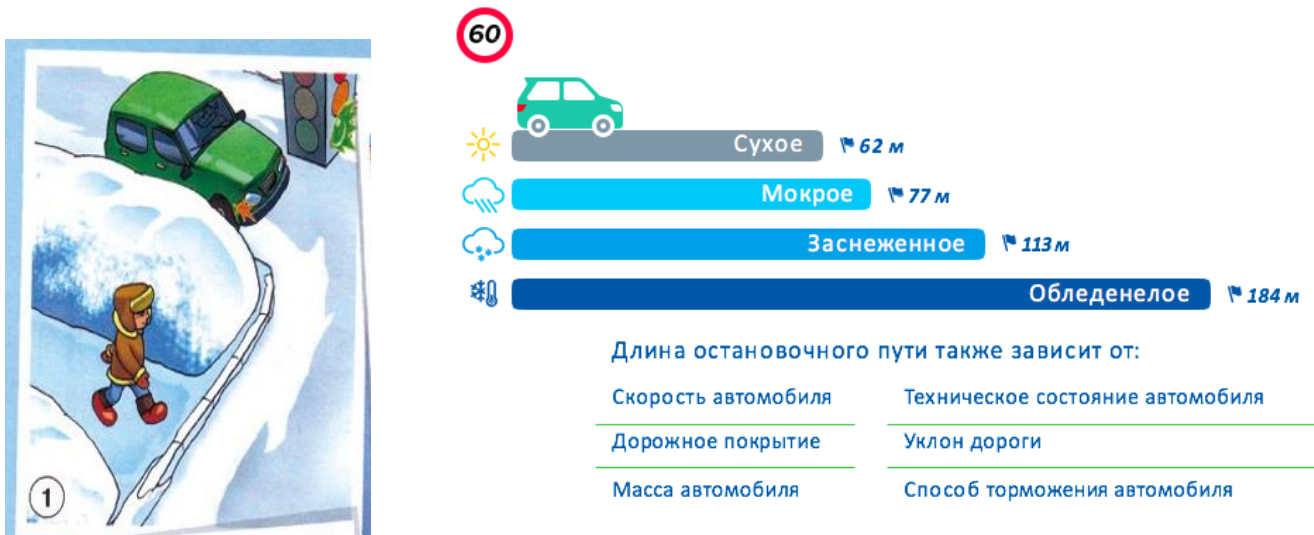 60
Сухое
62 м
Мокрое
77 м
Заснеженное
113 м
Обледенелое
184 м
Длина остановочного пути также зависит от:
Скорость автомобиля
Техническое состояние автомобиля
Дорожное покрытие
Уклон дороги
Масса автомобиля
Способ торможения автомобиля
1